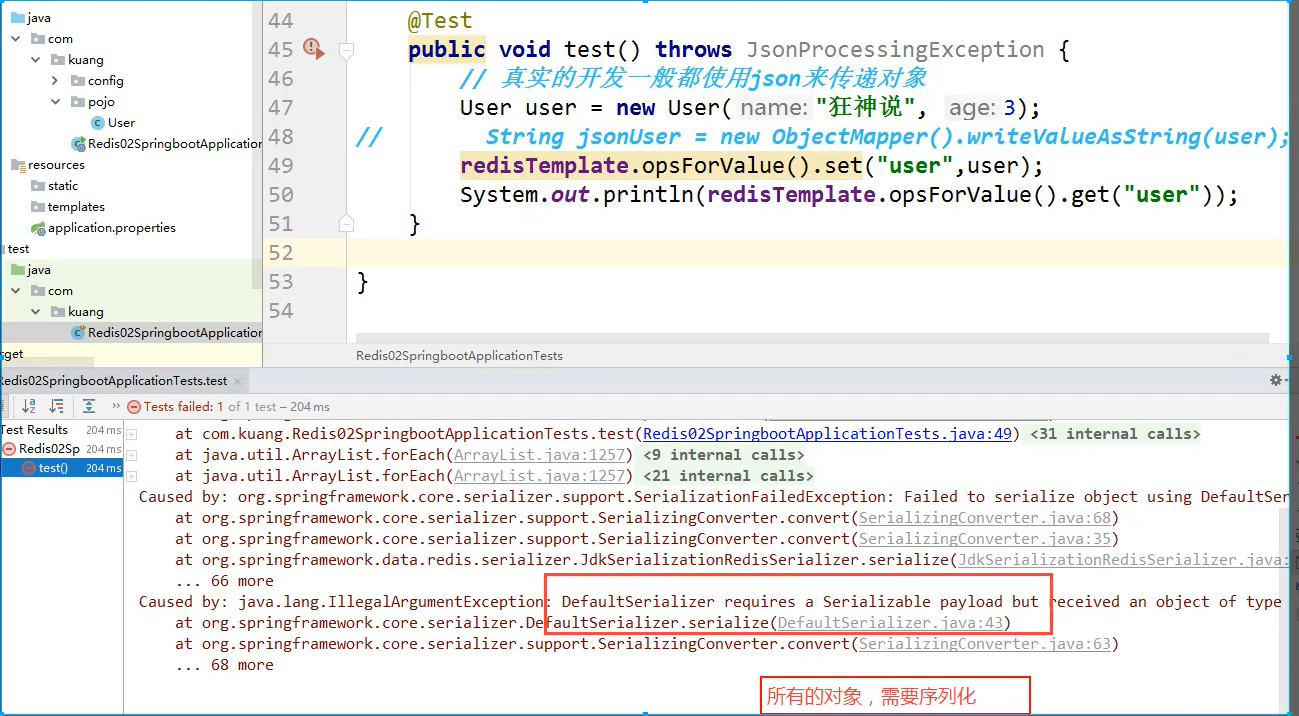 java
com
kuang
config
pojo
User
Redis02SpringbootApplication
resources
static
templates
application.properties
test
java
com
kuang
Redis02SpringbootApplication
rget
44 @Test
45 public void test() throws JsonProcessingException {
46 // 真实的开发一般都使用json来传递对象
47 User user = new User( name: "狂神说", age: 3);
48 // String jsonUser = new ObjectMapper().writeValueAsString(user);
49 redisTemplate.opsForValue().set("user",user);
50 System.out.println(redisTemplate.opsForValue().get("user"));
51 }
52
53 }
54
Redis02SpringbootApplicationTests
Redis02SpringbootApplicationTests.test ×
» Tests failed: 1 of 1 test – 204 ms
Test Results 204 ms
Redis02Sp 204 ms
test() 204 ms
at com.kuang.Redis02SpringbootApplicationTests.test(Redis02SpringbootApplicationTests.java:49) <31 internal calls>
at java.util.ArrayList.forEach(ArrayList.java:1257) <9 internal calls>
at java.util.ArrayList.forEach(ArrayList.java:1257) <21 internal calls>
Caused by: org.springframework.core.serializer.support.SerializationFailedException: Failed to serialize object using DefaultSer
at org.springframework.core.serializer.support.SerializingConverter.convert(SerializingConverter.java:68)
at org.springframework.core.serializer.support.SerializingConverter.convert(SerializingConverter.java:35)
at org.springframework.data.redis.serializer.JdkSerializationRedisSerializer.serialize(JdkSerializationRedisSerializer.java:
... 66 more
Caused by: java.lang.IllegalArgumentException: DefaultSerializer requires a Serializable payload but received an object of type
at org.springframework.core.serializer.DefaultSerializer.serialize(DefaultSerializer.java:43)
at org.springframework.core.serializer.support.SerializingConverter.convert(SerializingConverter.java:63)
... 68 more
所有的对象，需要序列化